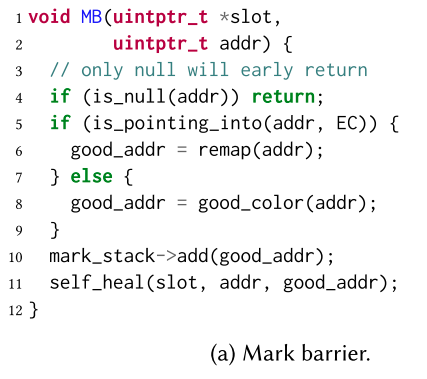 1 void MB(uintptr_t *slot,
2         uintptr_t addr) {
3   // only null will early return
4   if (is_null(addr)) return;
5   if (is_pointing_into(addr, EC)) {
6     good_addr = remap(addr);
7   } else {
8     good_addr = good_color(addr);
9   }
10   mark_stack->add(good_addr);
11   self_heal(slot, addr, good_addr);
12 }
(a) Mark barrier.